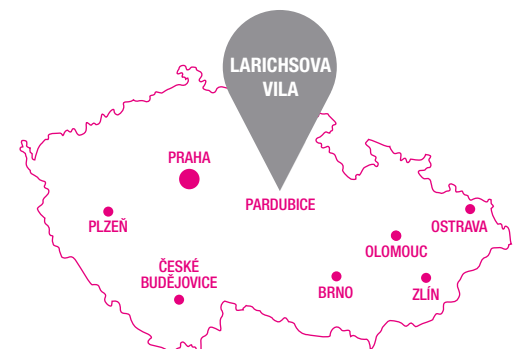 LARICHSOVA
VILA
PRAHA
PARDUBICE
PLZEŇ
OSTRAVA
OLOMOUC
ČESKÉ
BUDĚJOVICE
BRNO
ZLÍN